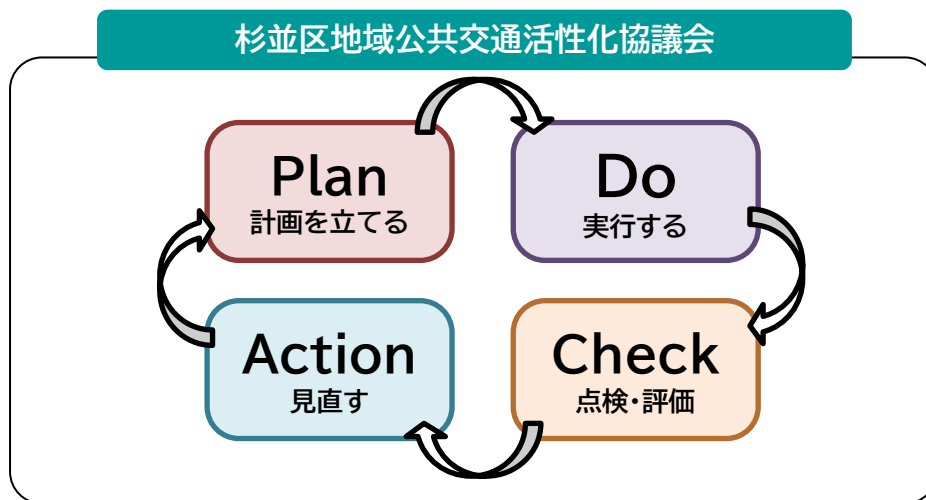 杉並区地域公共交通活性化協議会
Plan
計画を立てる
Do
実行する
Action
見直す
Check
点検・評価